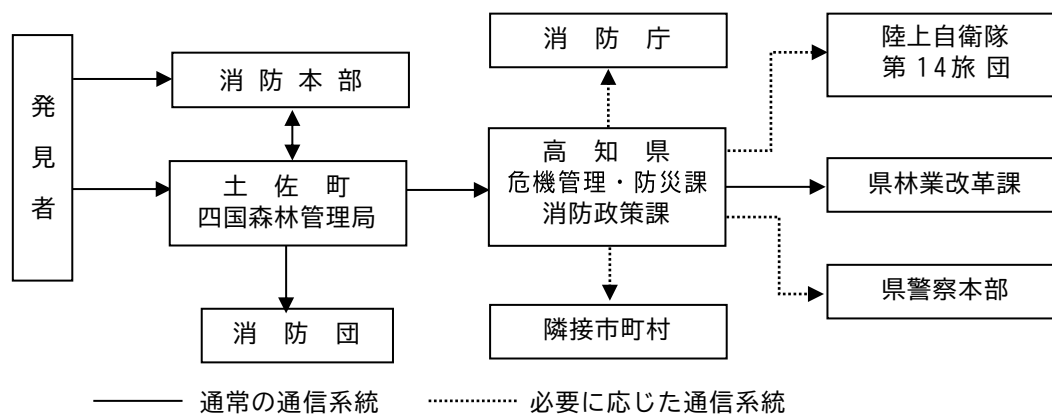 発見者
消防本部
土佐町
四国森林管理局
消防団
消防庁
高知県
危機管理・防災課
消防政策課
隣接市町村
陸上自衛隊
第14旅団
県林業改革課
県警察本部
通常の通信系統
必要に応じた通信系統